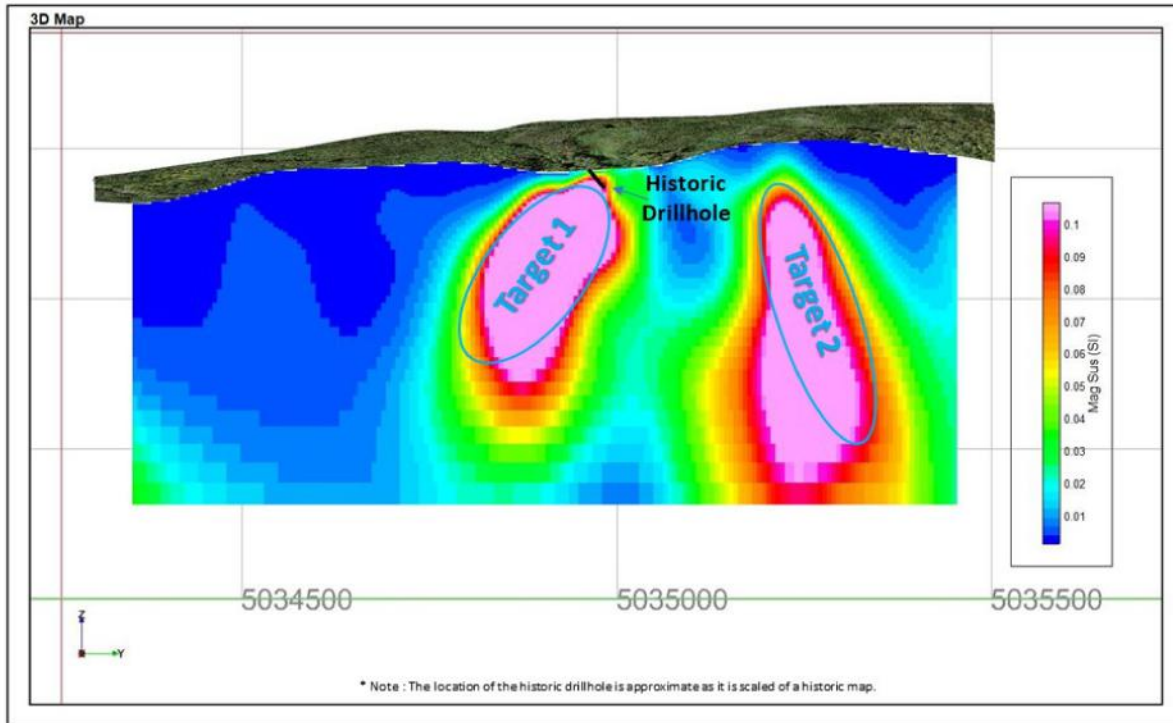 3D Map
Historic
Drillhole
Target 1
Target 2
0.1
0.09
0.08
0.07
0.06
0.05
0.04
0.03
0.02
0.01
Mag Sus (SI)
5034500
5035000
5035500
Z
Y
* Note : The location of the historic drillhole is approximate as it is scaled of a historic map.